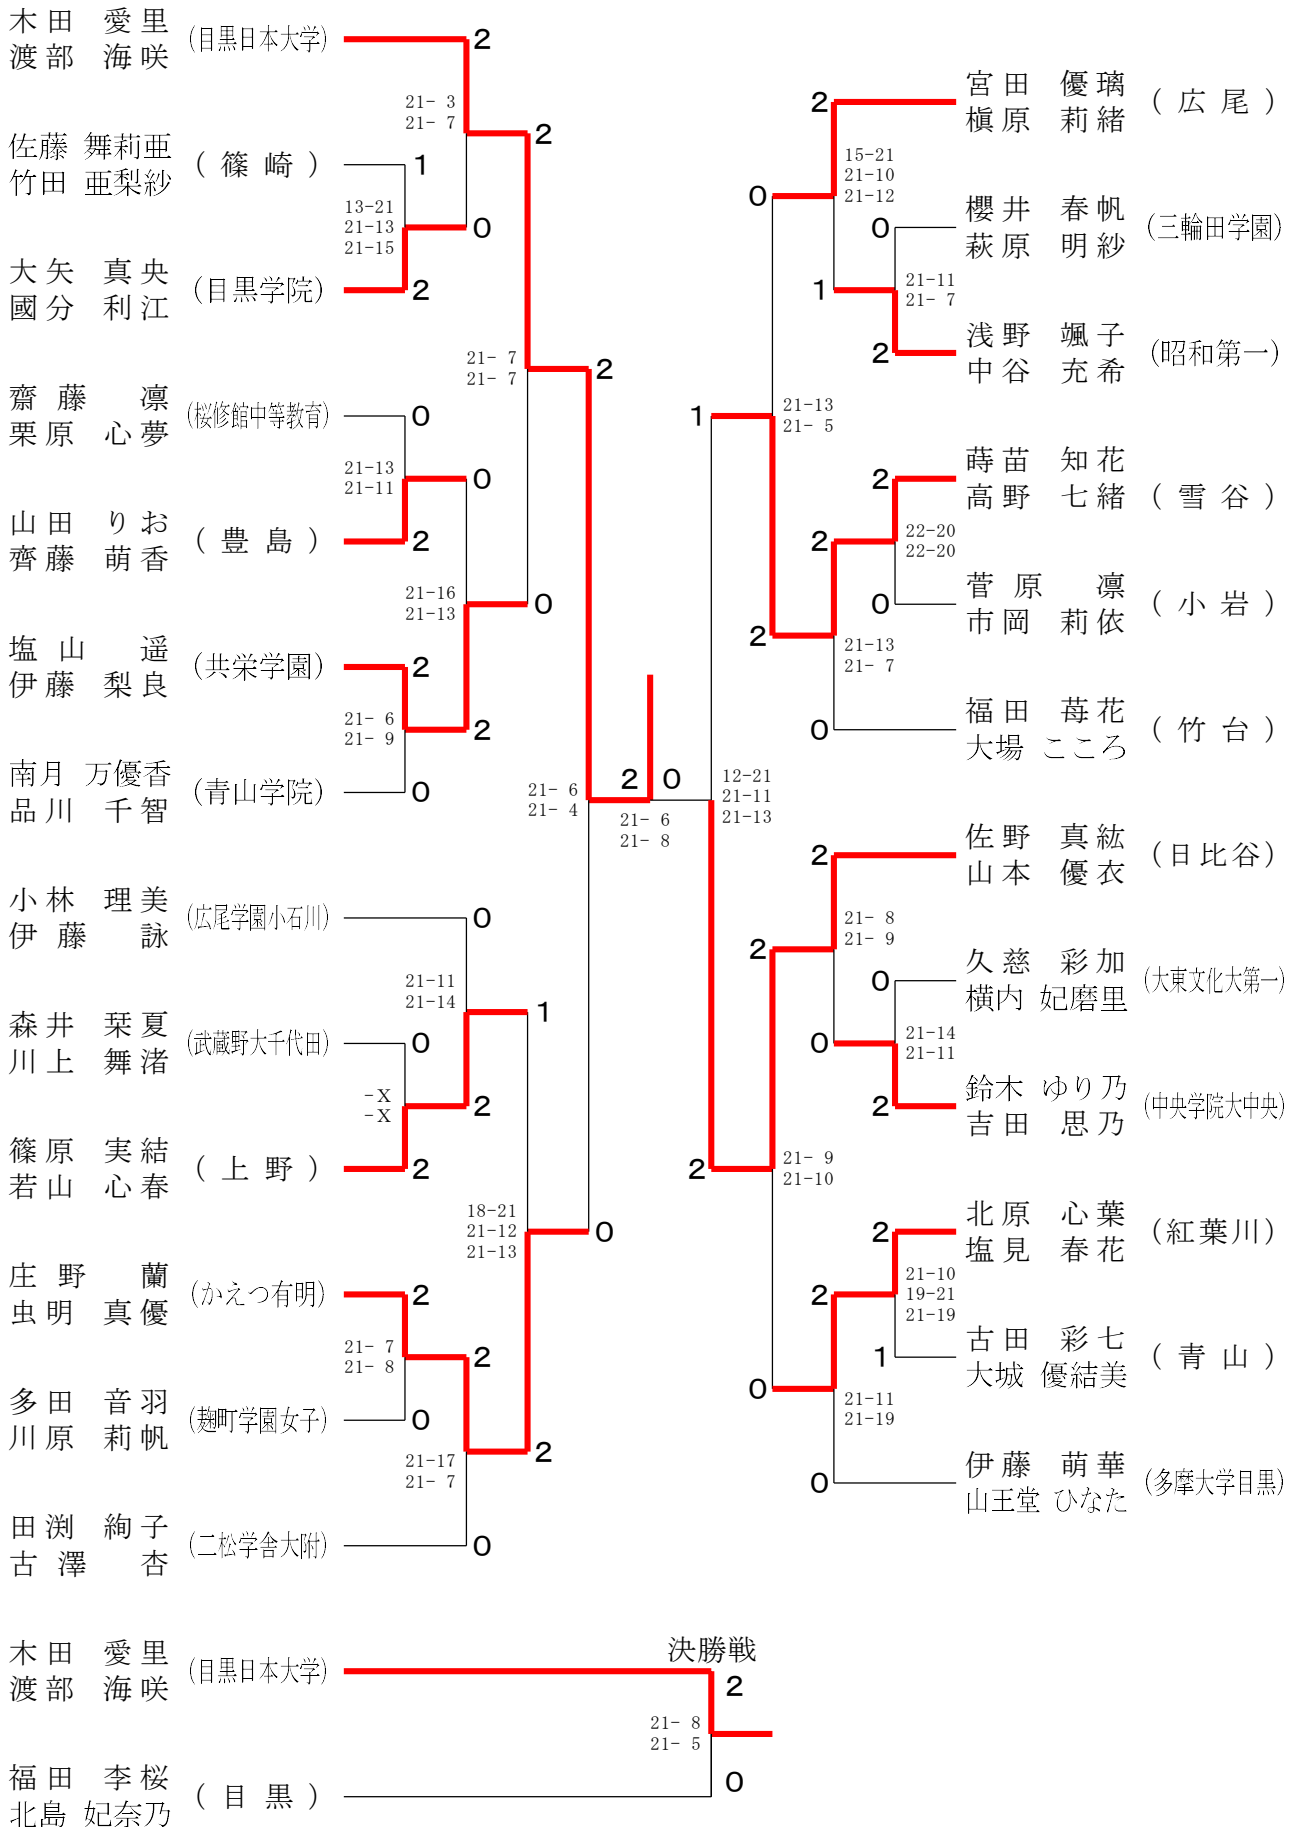 木田 愛里
渡部 海咲
(目黒日本大学)
2
21- 3
21- 7
2
佐藤 舞莉亜
竹田 亜梨紗
(篠崎)
1
13-21
21-13
21-15
0
大矢 真央
國分 利江
(目黒学院)
2
21- 7
21- 7
2
齋藤 凛
栗原 心夢
(桜修館中等教育)
0
21-13
21-11
0
山田 りお
齊藤 萌香
(豊島)
2
21-16
21-13
0
塩山 遥
伊藤 梨良
(共栄学園)
2
21- 6
21- 9
2
南月 万優香
品川 千智
(青山学院)
0
21- 6
21- 4
小林 理美
伊藤 詠
(広尾学園小石川)
0
21-11
21-14
1
森井 栞夏
川上 舞渚
(武蔵野大千代田)
0
-X
-X
2
篠原 実結
若山 心春
(上野)
2
18-21
21-12
21-13
0
庄野 蘭
虫明 真優
(かえつ有明)
2
21- 7
21- 8
2
多田 音羽
川原 莉帆
(麹町学園女子)
0
21-17
21- 7
2
田渕 絢子
古澤 杏
(二松学舎大附)
0
2
0
21- 6
21- 8
宮田 優璃
槇原 莉緒
(広尾)
2
15-21
21-10
21-12
0
櫻井 春帆
萩原 明紗
(三輪田学園)
0
21-11
21- 7
1
浅野 颯子
中谷 充希
(昭和第一)
2
21-13
21- 5
1
蒔苗 知花
高野 七緒
(雪谷)
2
22-20
22-20
2
菅原 凛
市岡 莉依
(小岩)
0
21-13
21- 7
2
福田 苺花
大場 こころ
(竹台)
0
12-21
21-11
21-13
佐野 真紘
山本 優衣
(日比谷)
2
21- 8
21- 9
2
久慈 彩加
横内 妃磨里
(大東文化大第一)
0
21-14
21-11
0
鈴木 ゆり乃
吉田 思乃
(中央学院大中央)
2
21- 9
21-10
2
北原 心葉
塩見 春花
(紅葉川)
2
21-10
19-21
21-19
2
古田 彩七
大城 優結美
(青山)
1
21-11
21-19
0
伊藤 萌華
山王堂 ひなた
(多摩大学目黒)
0
決勝戦
木田 愛里
渡部 海咲
(目黒日本大学)
2
21- 8
21- 5
福田 李桜
北島 妃奈乃
(目黒)
0